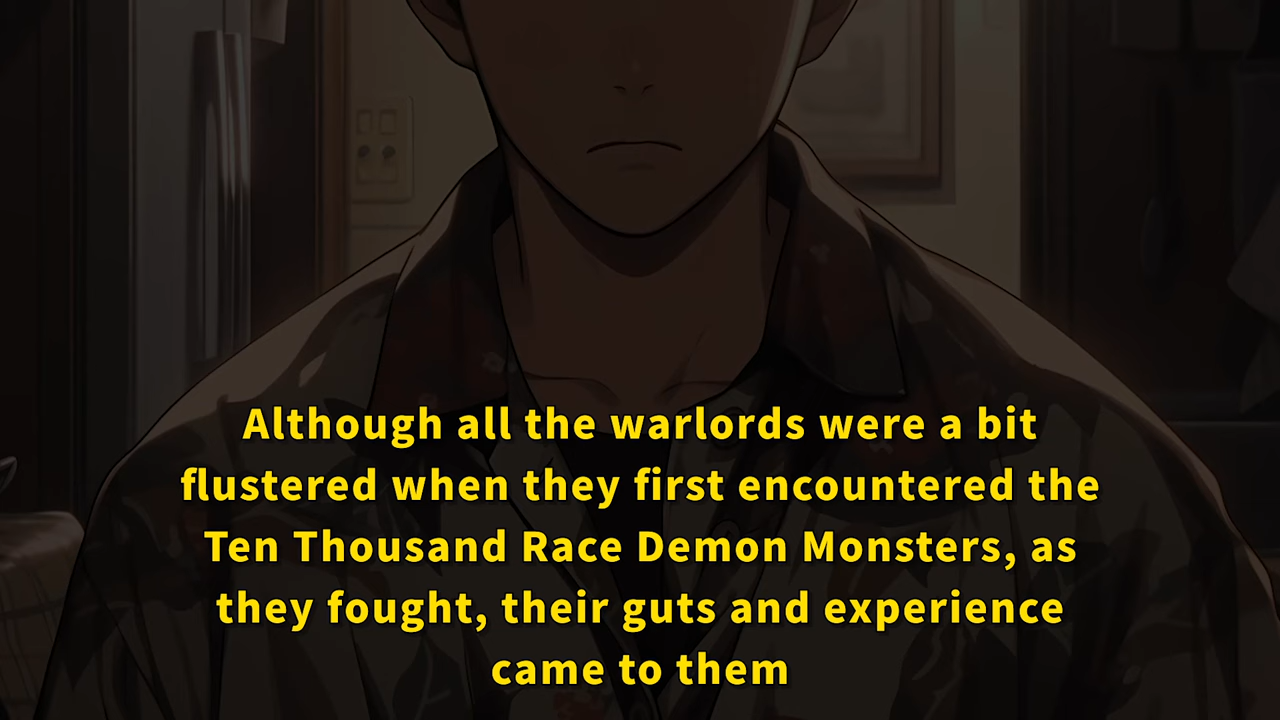 Although all the warlords were a bit
flustered when they first encountered the
Ten Thousand Race Demon Monsters, as
they fought, their guts and experience
came to them